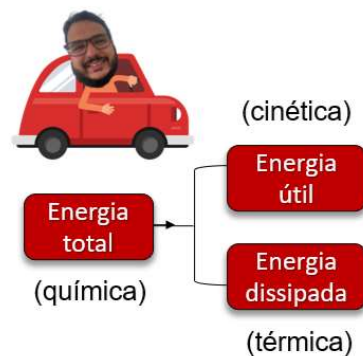 (cinética)
Energia
útil
Energia
total
(química)
Energia
dissipada
(térmica)